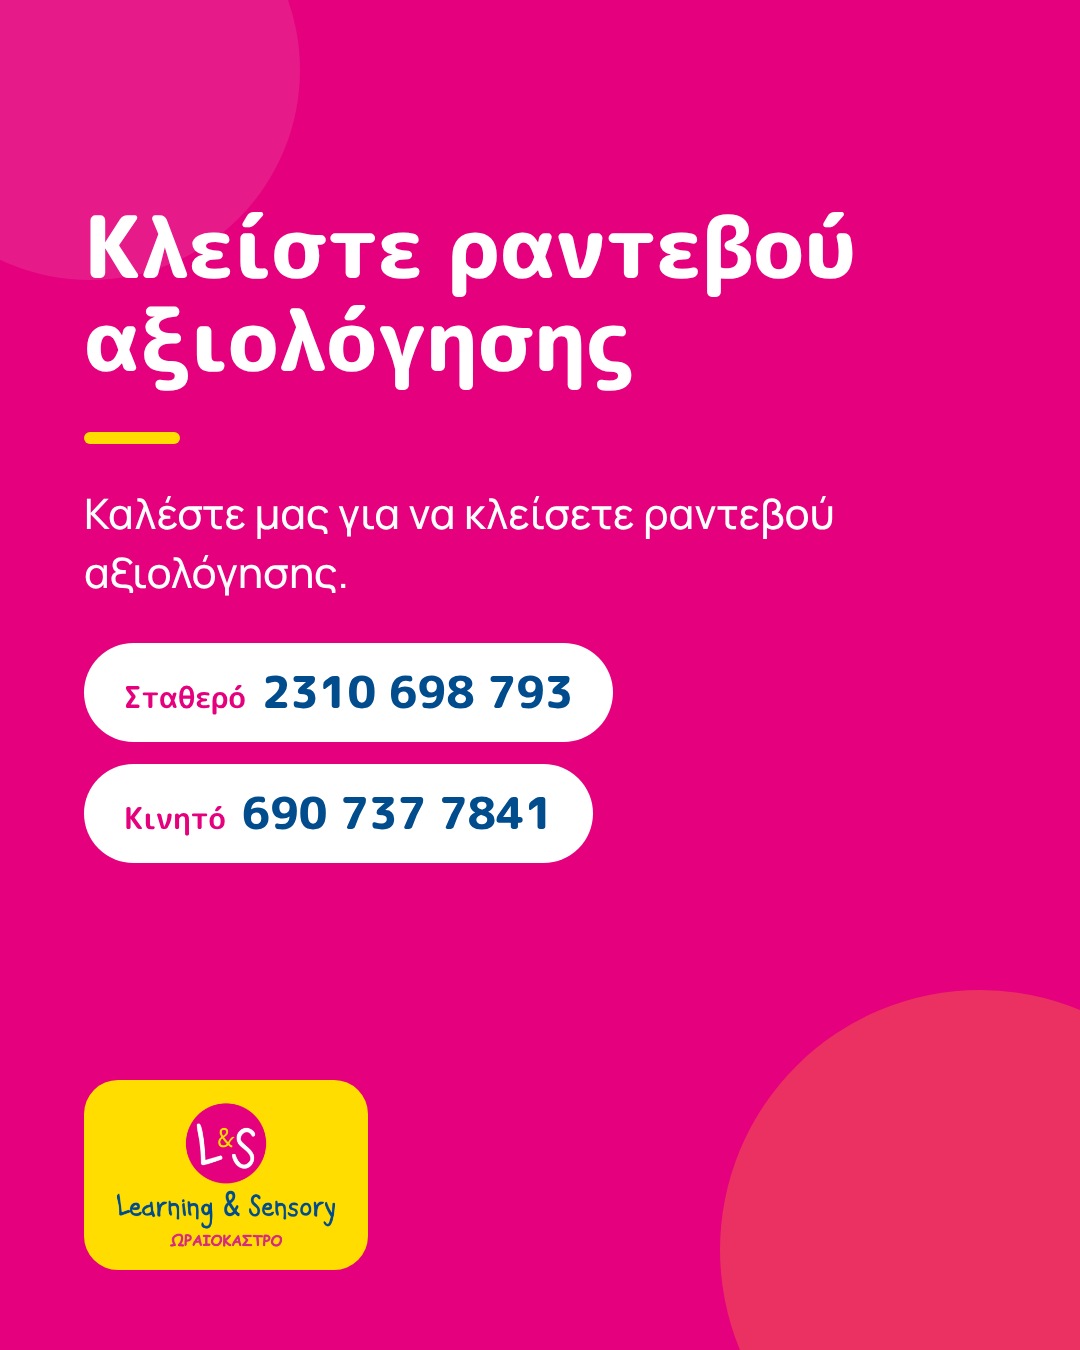 Κλείστε ραντεβού
αξιολόγησης
Καλέστε μας για να κλείσετε ραντεβού
αξιολόγησης.
Σταθερό 2310 698 793
Κινητό 690 737 7841
L&S
Learning & Sensory
ΩΡΑΙΟΚΑΣΤΡΟ